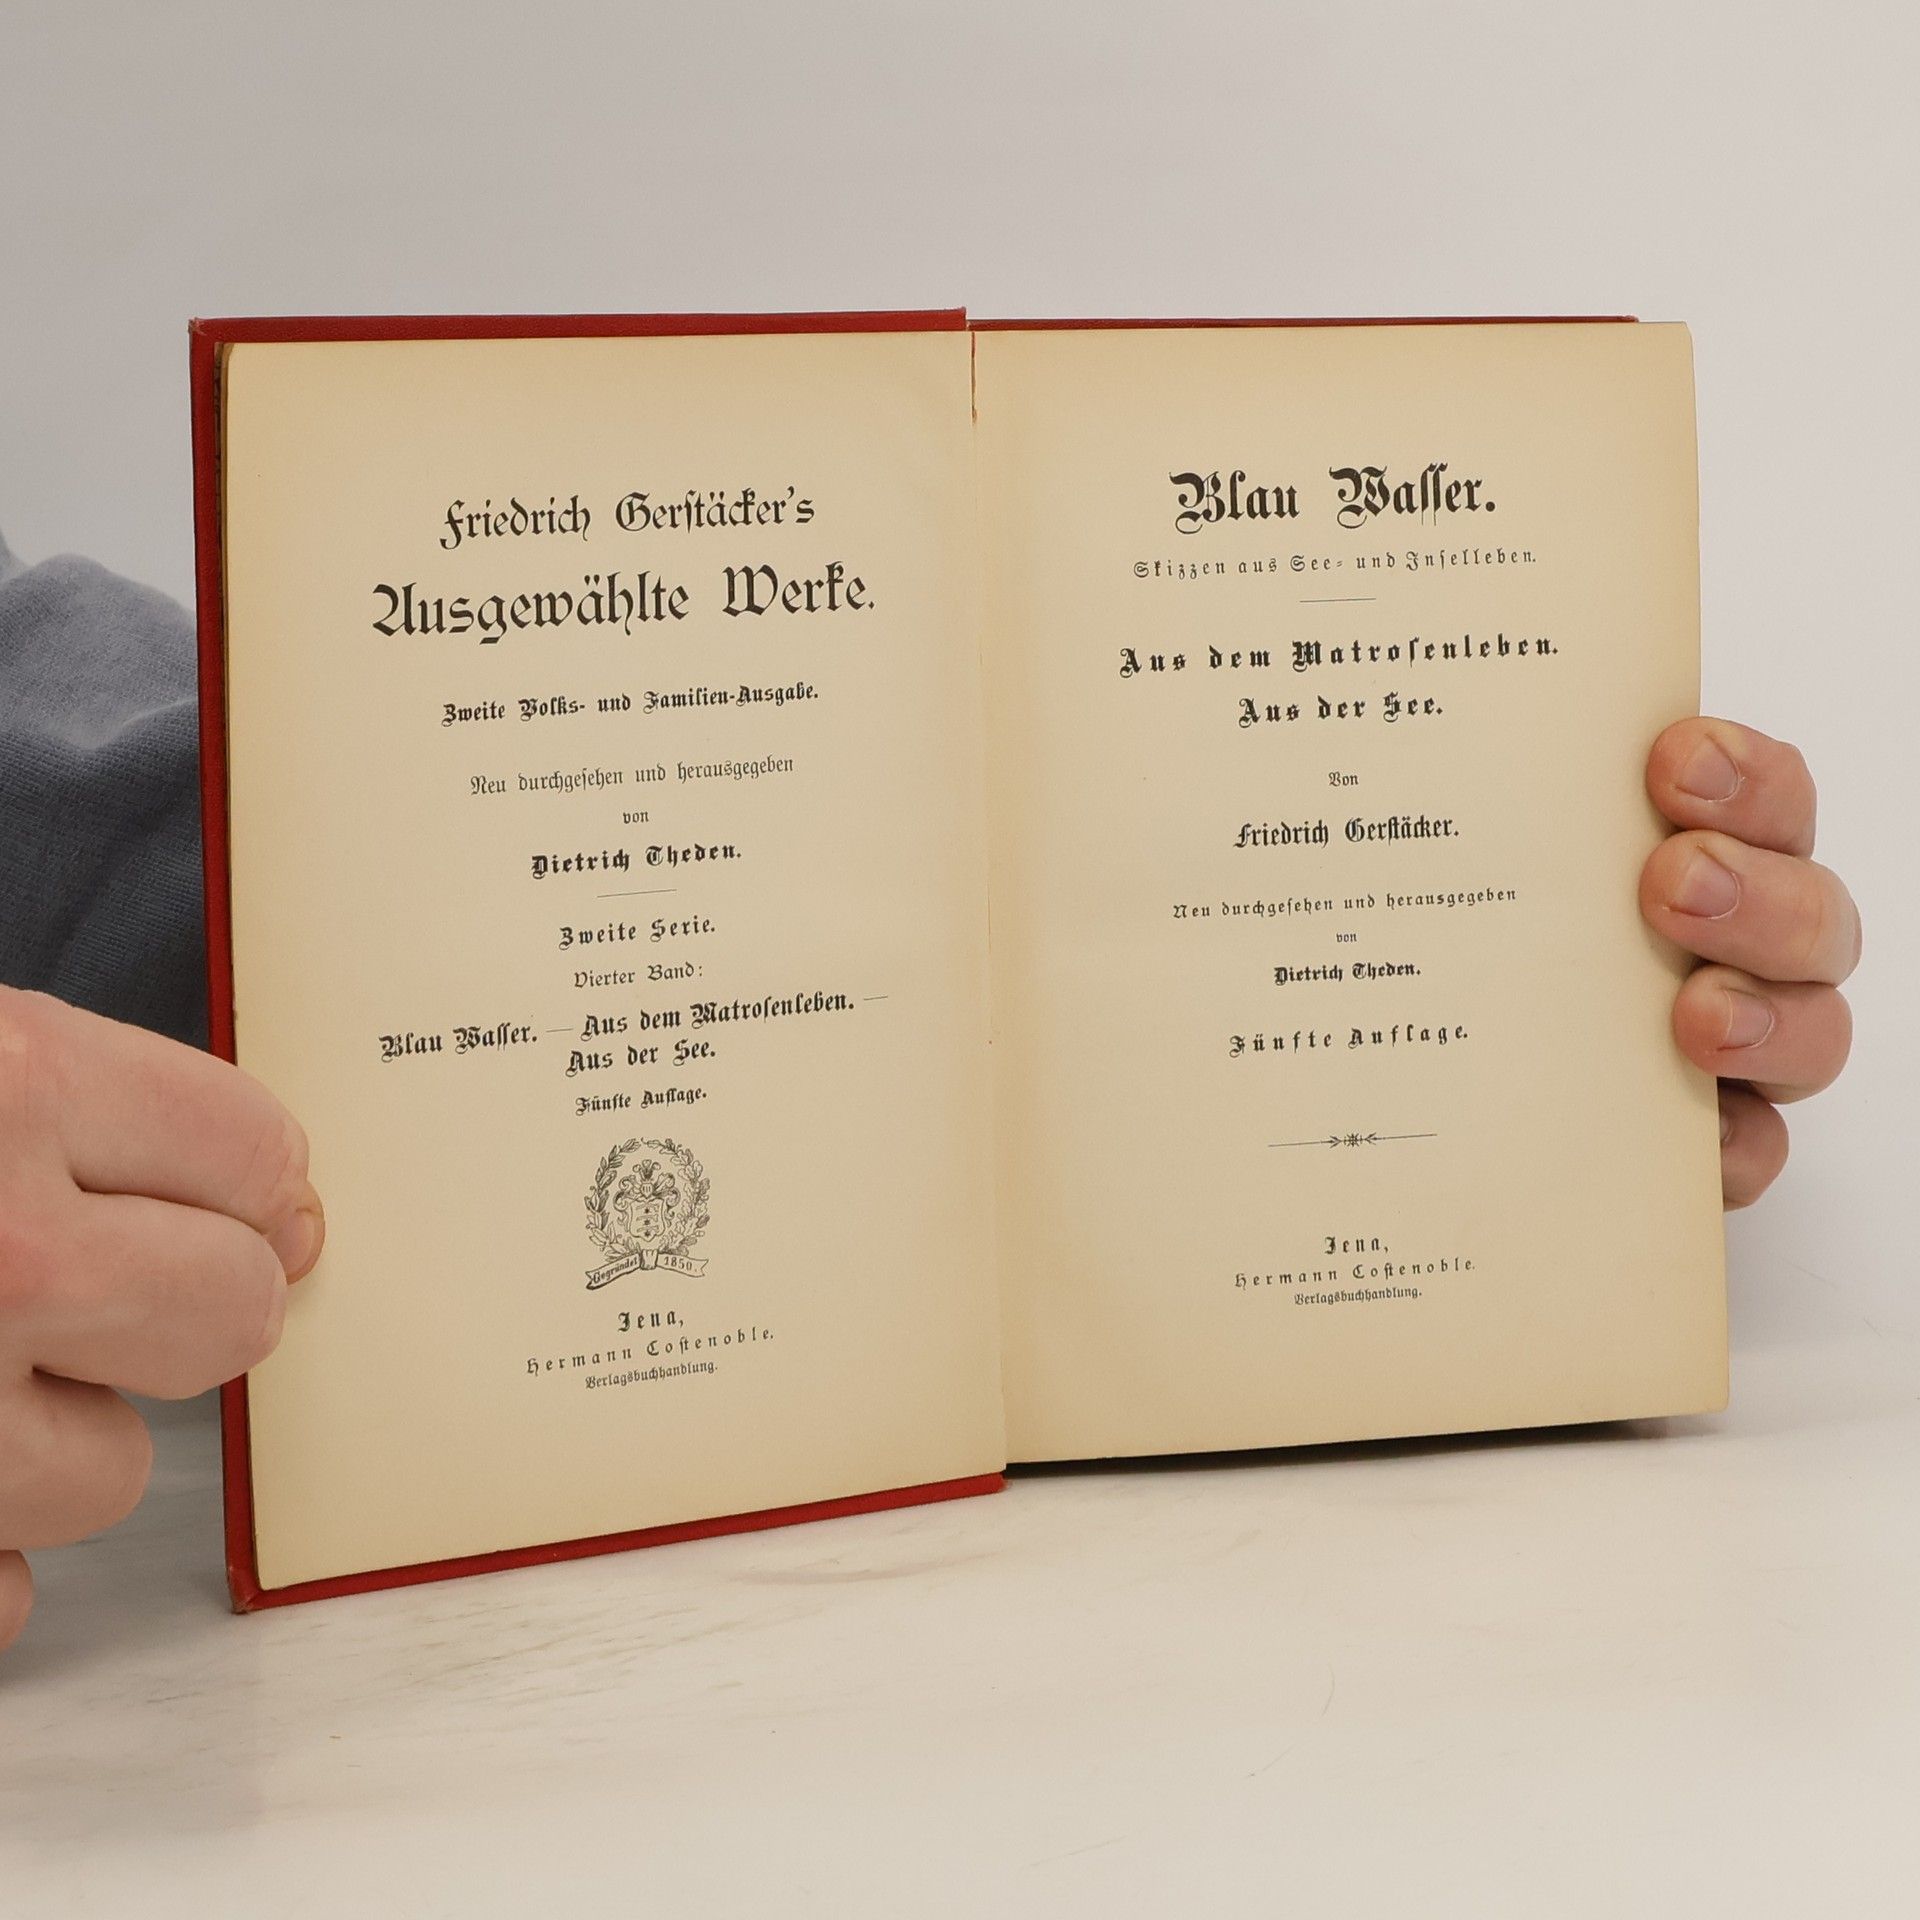 Friedrich Gerſtäcker's
Ausgewählte Werke.
Zweite Volks- und Familien-Ausgabe.
Neu durchgeſehen und herausgegeben
von
Dietrich Theden.
Zweite Serie.
Vierter Band:
Blau Waſſer. — Aus dem Matroſenleben. —
Aus der See.
Fünfte Auflage.
Gegründet 1850.
Jena,
Hermann Coſtenoble.
Verlagsbuchhandlung.
Blau Waſſer.
Skizzen aus See- und Inſelleben.
Aus dem Matroſenleben.
Aus der See.
Von
Friedrich Gerſtäcker.
Neu durchgeſehen und herausgegeben
von
Dietrich Theden.
Fünfte Auflage.
Jena,
Hermann Coſtenoble.
Verlagsbuchhandlung.